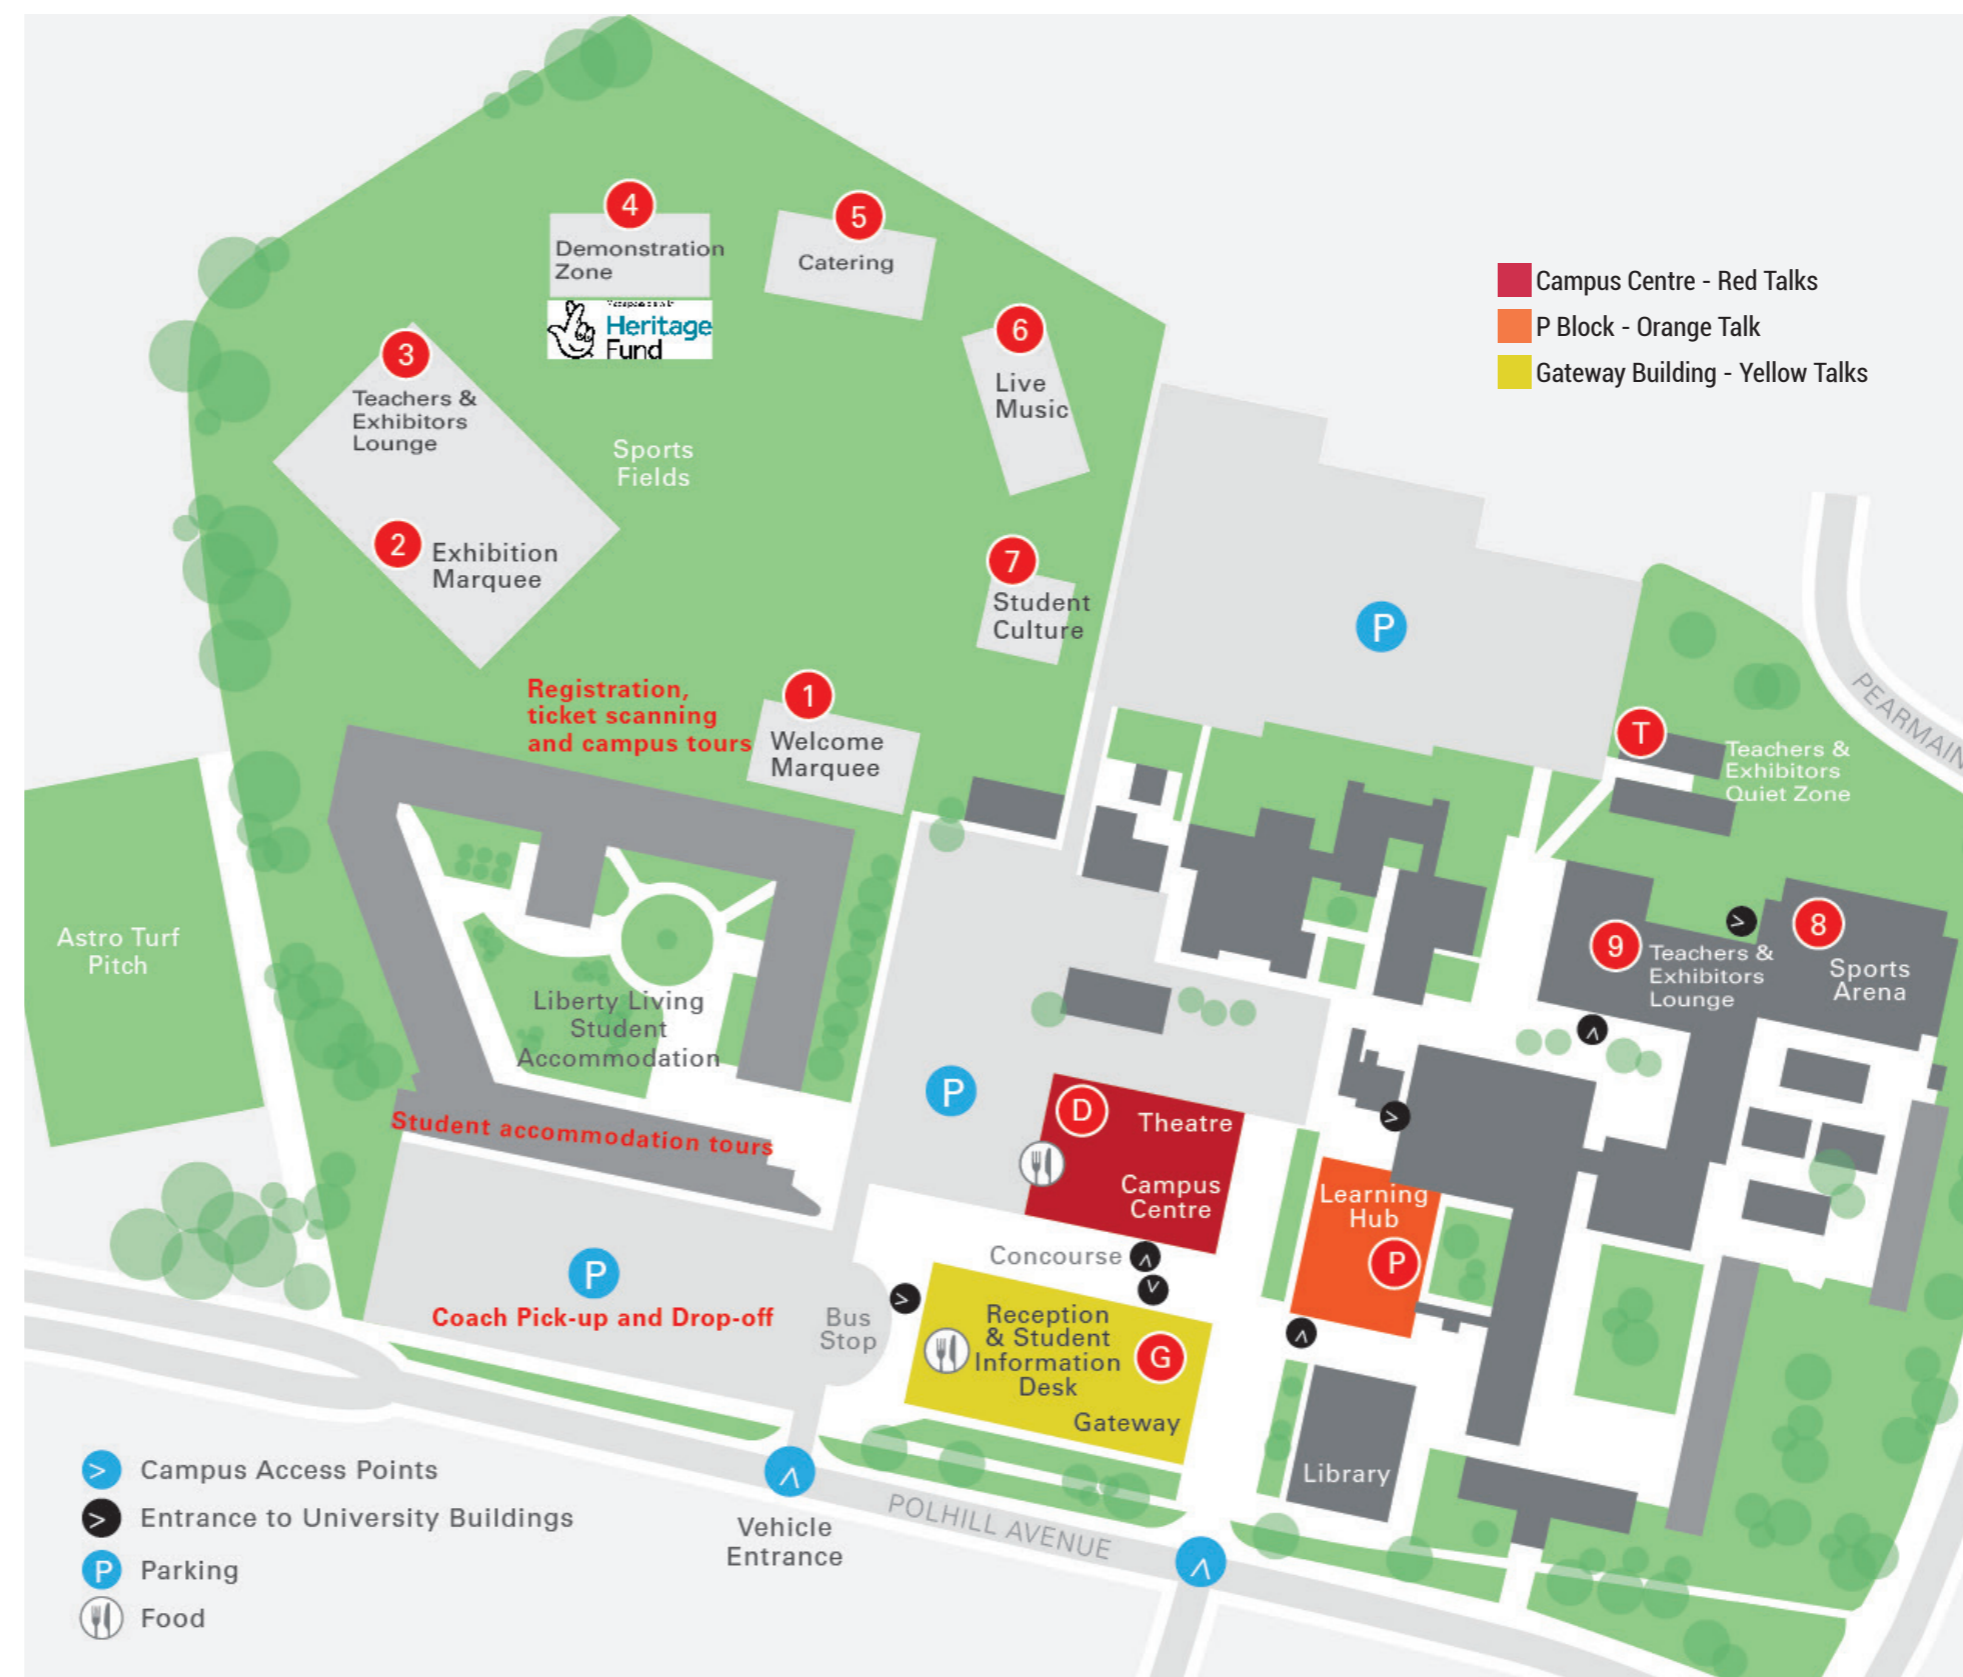 4
Demonstration
Zone
Heritage
Fund
5
Catering
6
Live
Music
Campus Centre - Red Talks
P Block - Orange Talk
Gateway Building - Yellow Talks
3
Teachers &
Exhibitors
Lounge
Sports
Fields
2
Exhibition
Marquee
7
Student
Culture
P
Registration,
ticket scanning
and campus tours
1
Welcome
Marquee
T
Teachers &
Exhibitors
Quiet Zone
PEARMAIN
Astro Turf
Pitch
Liberty Living
Student
Accommodation
9
Teachers &
Exhibitors
Lounge
8
Sports
Arena
Student accommodation tours
P
D
Theatre
Campus
Centre
Learning
Hub
P
Concourse
P
Coach Pick-up and Drop-off
Bus
Stop
Reception
& Student
Information
Desk
G
Gateway
Library
POLHILL AVENUE
Vehicle
Entrance
Campus Access Points
Entrance to University Buildings
P Parking
Food